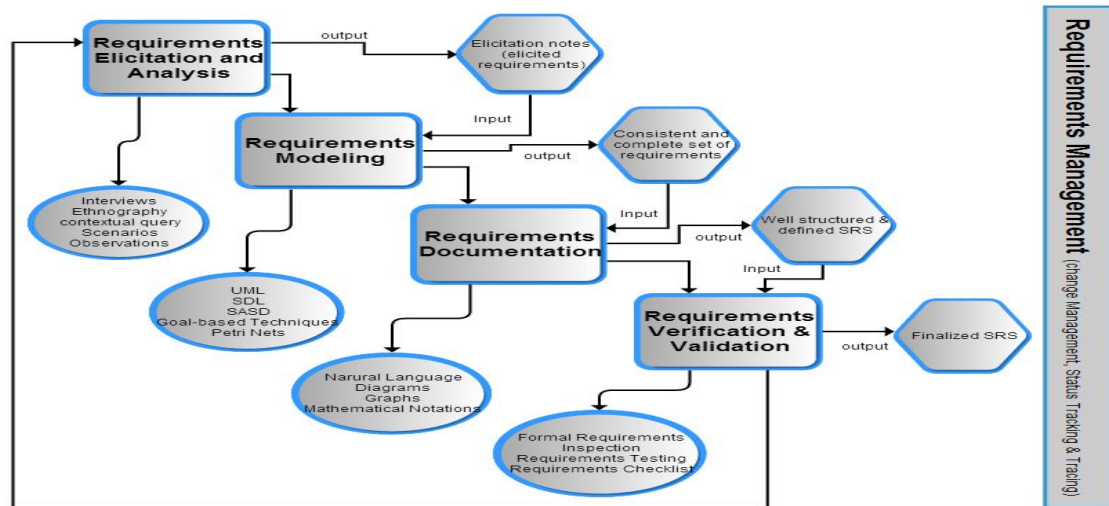 Requirements
Elicitation and
Analysis
output
Elicitation notes
(elicited
requirements)
Input
Requirements
Modeling
output
Consistent and
complete set of
requirements
Input
Interviews
Ethnography
contextual query
Scenarios
Observations
Requirements
Documentation
output
Well structured &
defined SRS
Input
UML
SDL
SASD
Goal-based Techniques
Petri Nets
Requirements
Verification &
Validation
output
Finalized SRS
Narural Language
Diagrams
Graphs
Mathematical Notations
Formal Requirements
Inspection
Requirements Testing
Requirements Checklist
Requirements Management (change Management, Status Tracking & Tracing)